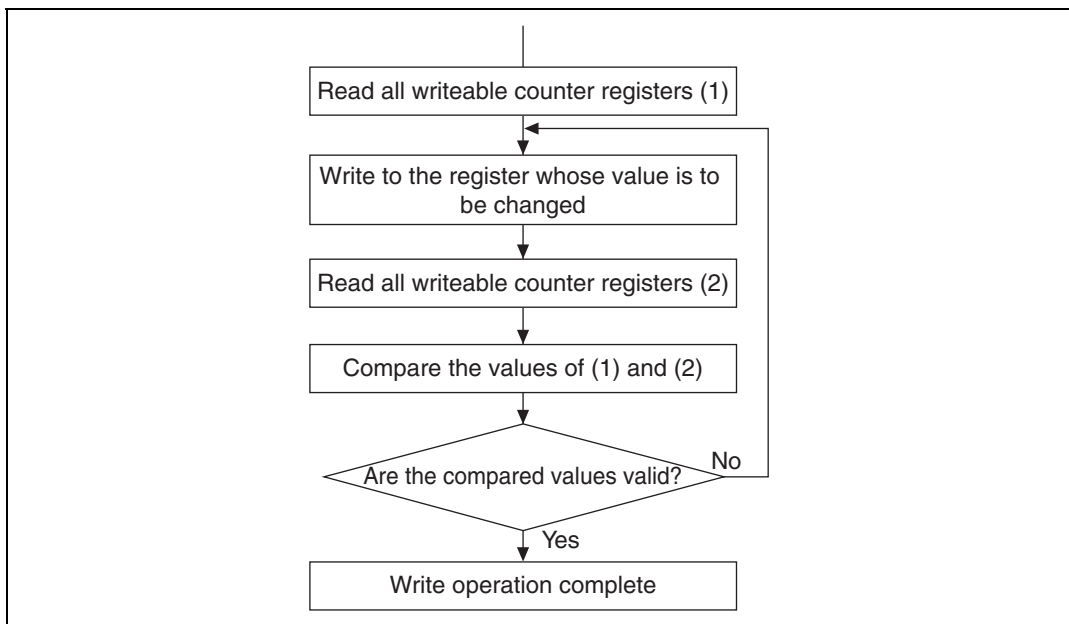 Read all writeable counter registers (1)
Write to the register whose value is to
be changed
Read all writeable counter registers (2)
Compare the values of (1) and (2)
Are the compared values valid?
No
Yes
Write operation complete